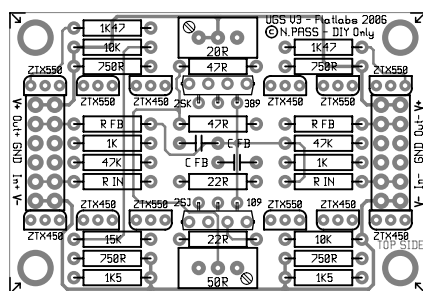 UGS V3 - Flatlabs 2006
© N.PASS - DIY Only
1K47
20R
1K47
10K
10K
ZTX550
750R
47R
750R
ZTX550
ZTX550
ZTX450
2SK
389
ZTX450
ZTX550
V+
Out+
GND
In+
V-
R FB
47R
R FB
1K
C FB
47K
47K
C FB
1K
R IN
22R
R IN
V+
Out-
GND
In-
V-
ZTX450
ZTX550
2SJ
109
ZTX550
ZTX450
ZTX450
ZTX450
15K
22R
10K
TOP SIDE
750R
750R
1K5
50R
1K5